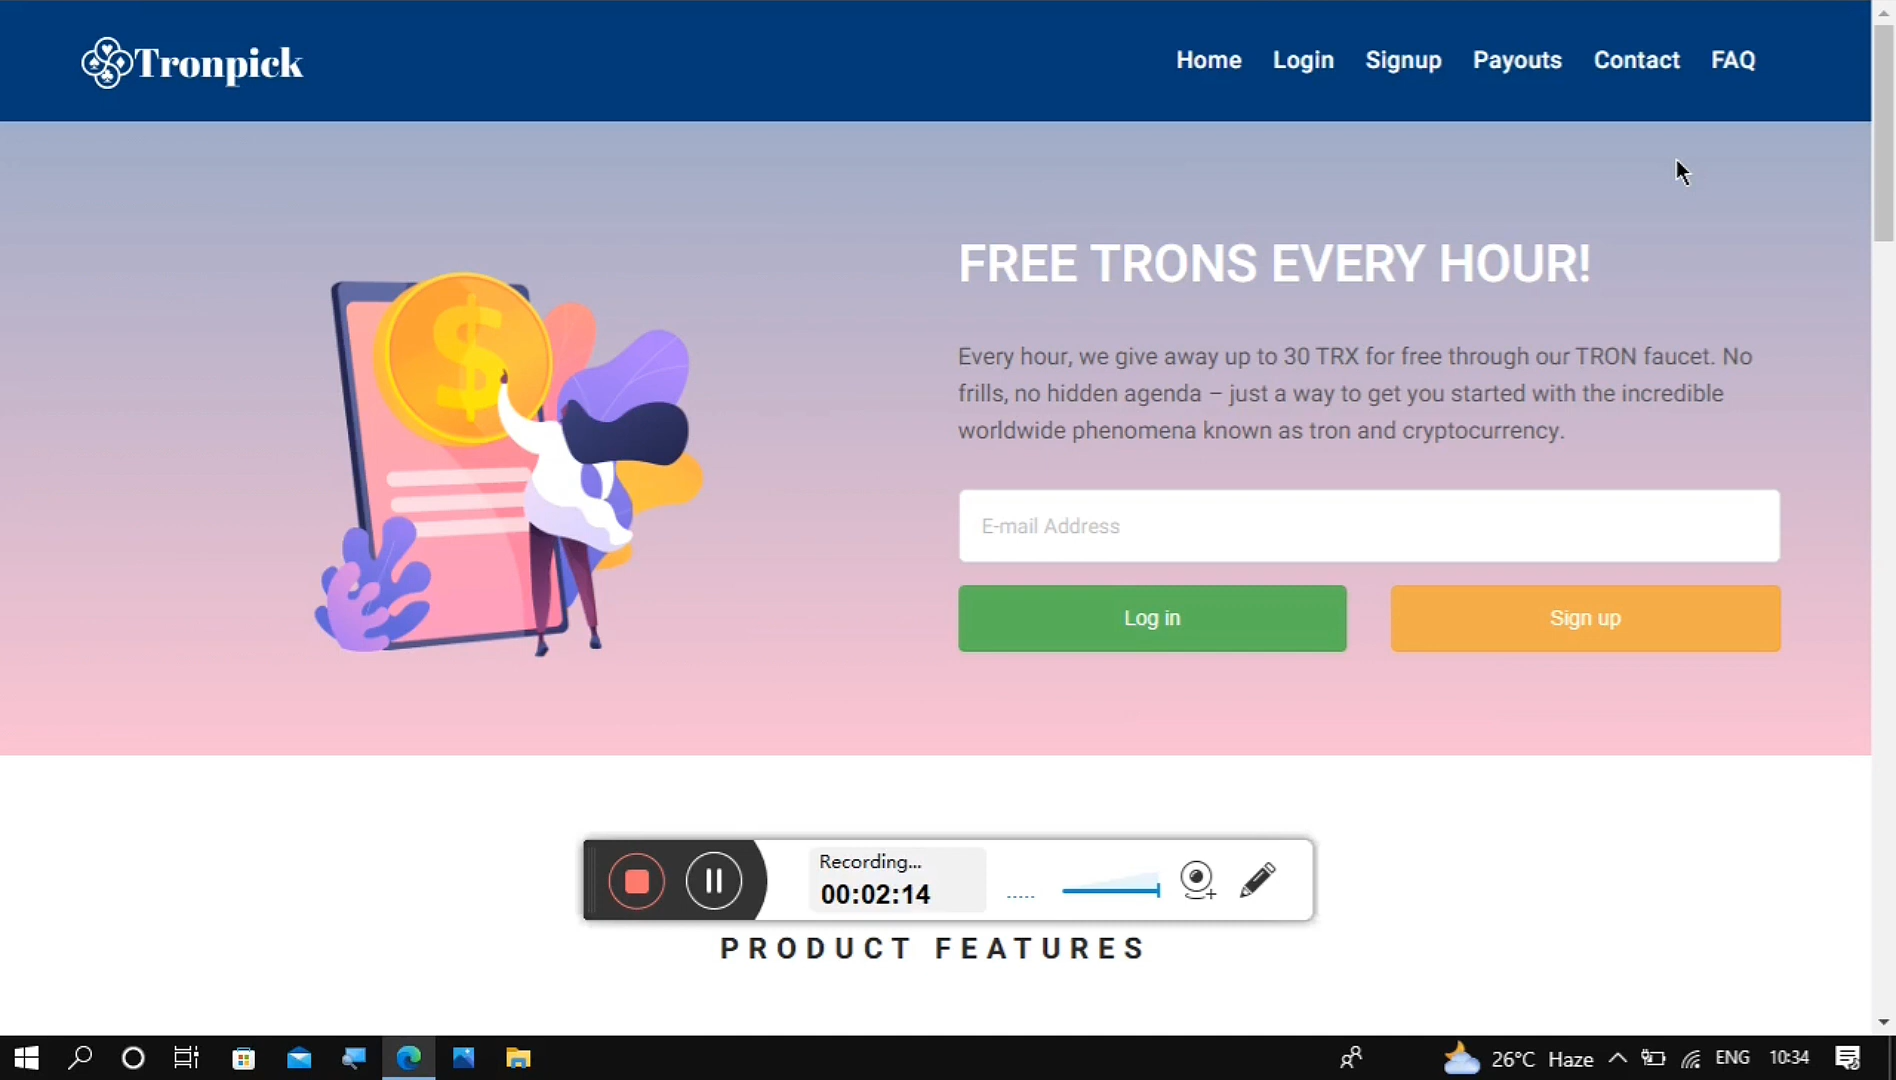 Tronpick
Home Login Signup Payouts Contact FAQ
FREE TRONS EVERY HOUR!
Every hour, we give away up to 30 TRX for free through our TRON faucet. No
frills, no hidden agenda – just a way to get you started with the incredible
worldwide phenomena known as tron and cryptocurrency.
E-mail Address
Log in Sign up
Recording...
00:02:14
PRODUCT FEATURES
26°C Haze ENG 10:34